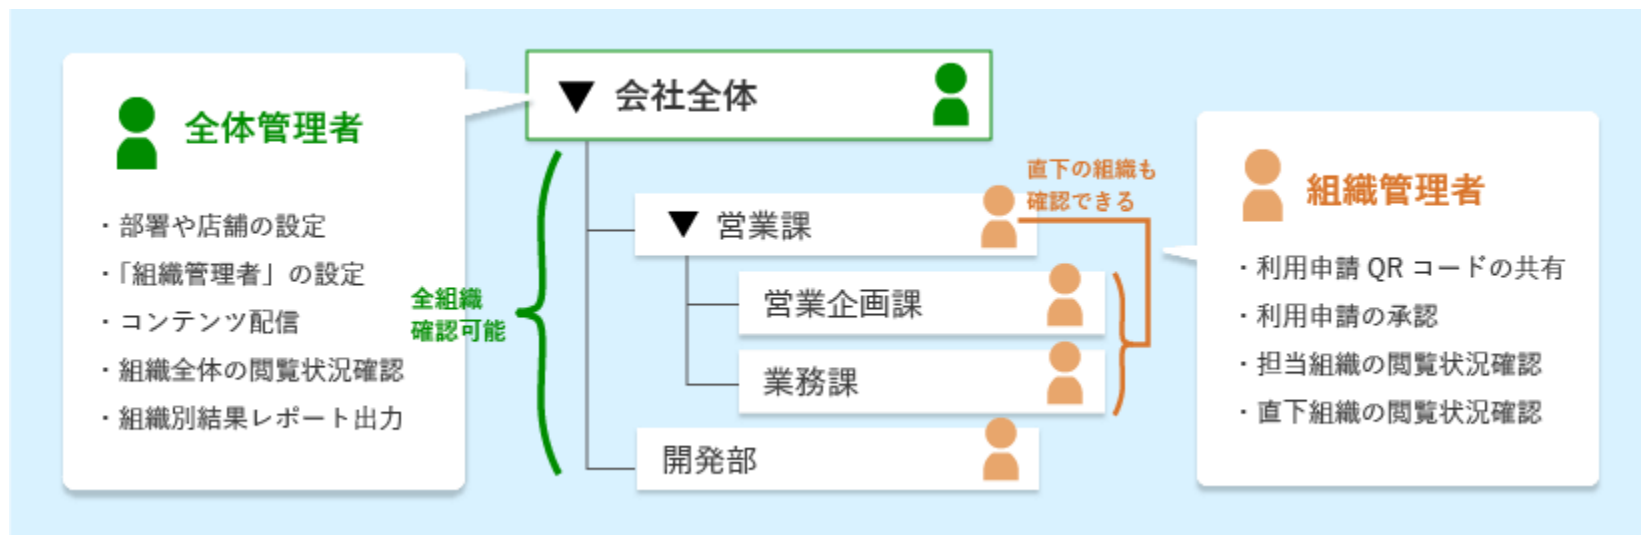 全体管理者
・部署や店舗の設定
・「組織管理者」の設定
・コンテンツ配信
・組織全体の閲覧状況確認
・組織別結果レポート出力
全組織
確認可能
▼ 会社全体
▼ 営業課
営業企画課
業務課
開発部
直下の組織も
確認できる
組織管理者
・利用申請 QR コードの共有
・利用申請の承認
・担当組織の閲覧状況確認
・直下組織の閲覧状況確認